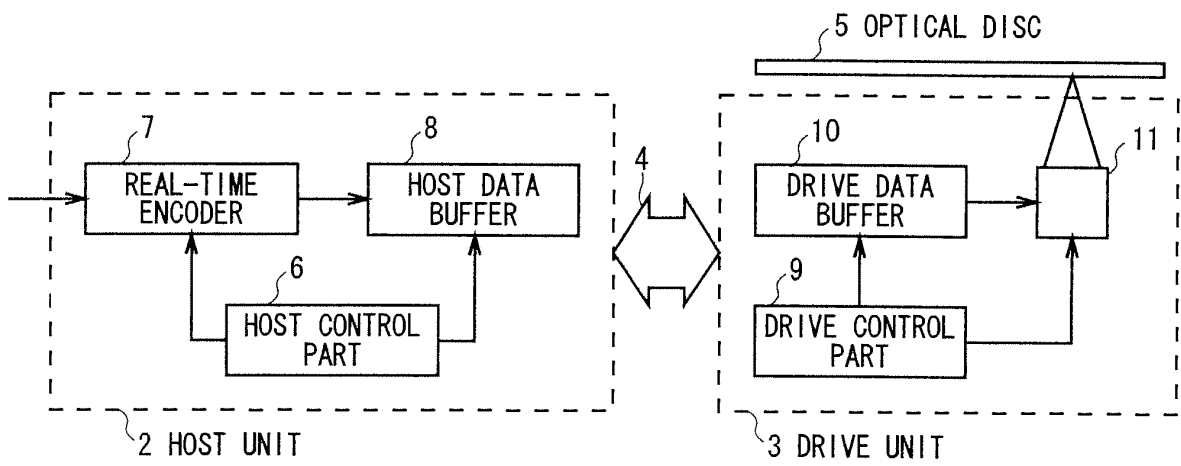 5 OPTICAL DISC
7
REAL-TIME
ENCODER
8
HOST DATA
BUFFER
6
HOST CONTROL
PART
2 HOST UNIT
4
10
DRIVE DATA
BUFFER
11
9
DRIVE CONTROL
PART
3 DRIVE UNIT